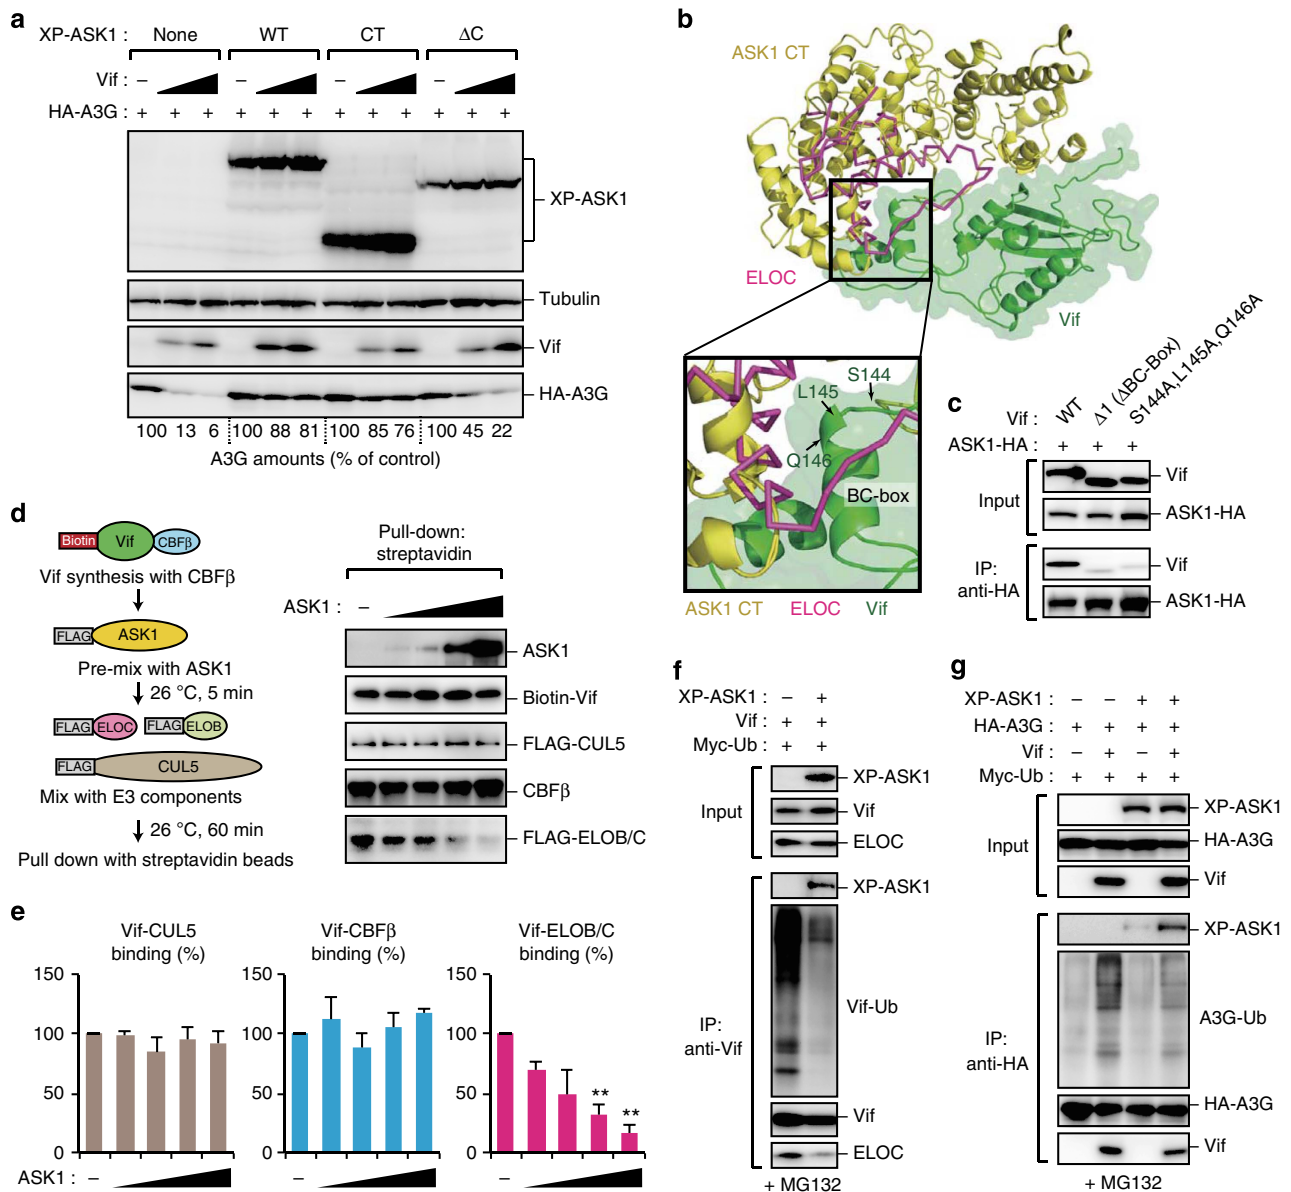 a
XP-ASK1 : None WT CT ΔC
Vif : – – – –
HA-A3G : + + + + + + + + + + + +
XP-ASK1
Tubulin
Vif
HA-A3G
100 13 6 100 88 81 100 85 76 100 45 22
A3G amounts (% of control)
b
ASK1 CT
ELOC
Vif
S144
L145
Q146
BC-box
ASK1 CT ELOC Vif
c
Vif : WT Δ1 (ΔBC-Box) S144A,L145A,Q146A
ASK1-HA : + + +
Input
Vif
ASK1-HA
IP:
anti-HA
Vif
ASK1-HA
d
Biotin Vif CBFβ
Vif synthesis with CBFβ
FLAG ASK1
Pre-mix with ASK1
26 °C, 5 min
FLAG ELOC FLAG ELOB
FLAG CUL5
Mix with E3 components
26 °C, 60 min
Pull down with streptavidin beads
Pull-down:
streptavidin
ASK1 : –
ASK1
Biotin-Vif
FLAG-CUL5
CBFβ
FLAG-ELOB/C
e
Vif-CUL5
binding (%)
150
100
50
0
Vif-CBFβ
binding (%)
150
100
50
0
Vif-ELOB/C
binding (%)
150
100
50
0
** **
ASK1 : – – –
f
XP-ASK1 : – +
Vif : + +
Myc-Ub : + +
Input
XP-ASK1
Vif
ELOC
IP:
anti-Vif
XP-ASK1
Vif-Ub
Vif
ELOC
+ MG132
g
XP-ASK1 : – – + +
HA-A3G : + + + +
Vif : – + – +
Myc-Ub : + + + +
Input
XP-ASK1
HA-A3G
Vif
IP:
anti-HA
XP-ASK1
A3G-Ub
HA-A3G
Vif
+ MG132